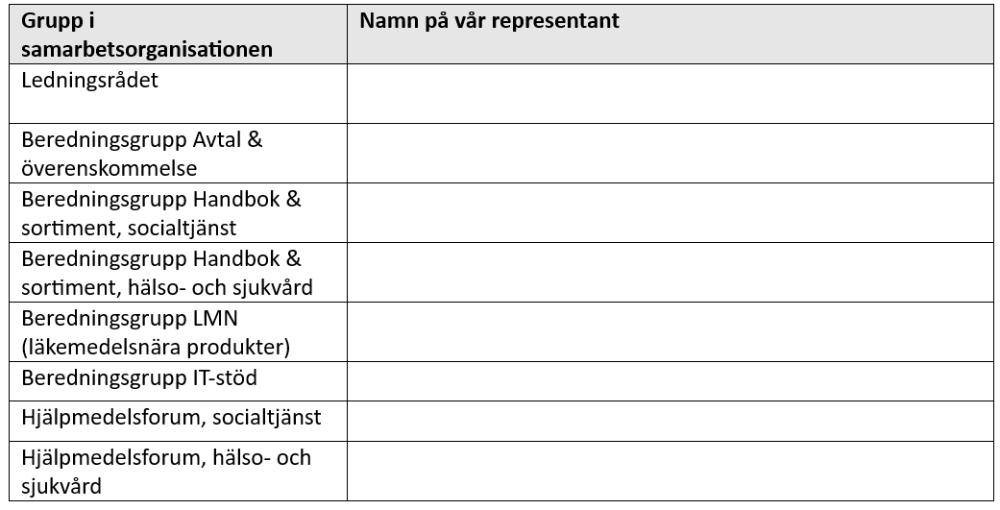 Grupp i
samarbetsorganisationen
Namn på vår representant
Ledningsrådet
Beredningsgrupp Avtal &
överenskommelse
Beredningsgrupp Handbok &
sortiment, socialtjänst
Beredningsgrupp Handbok &
sortiment, hälso- och sjukvård
Beredningsgrupp LMN
(läkemedelsnära produkter)
Beredningsgrupp IT-stöd
Hjälpmedelsforum, socialtjänst
Hjälpmedelsforum, hälso- och
sjukvård